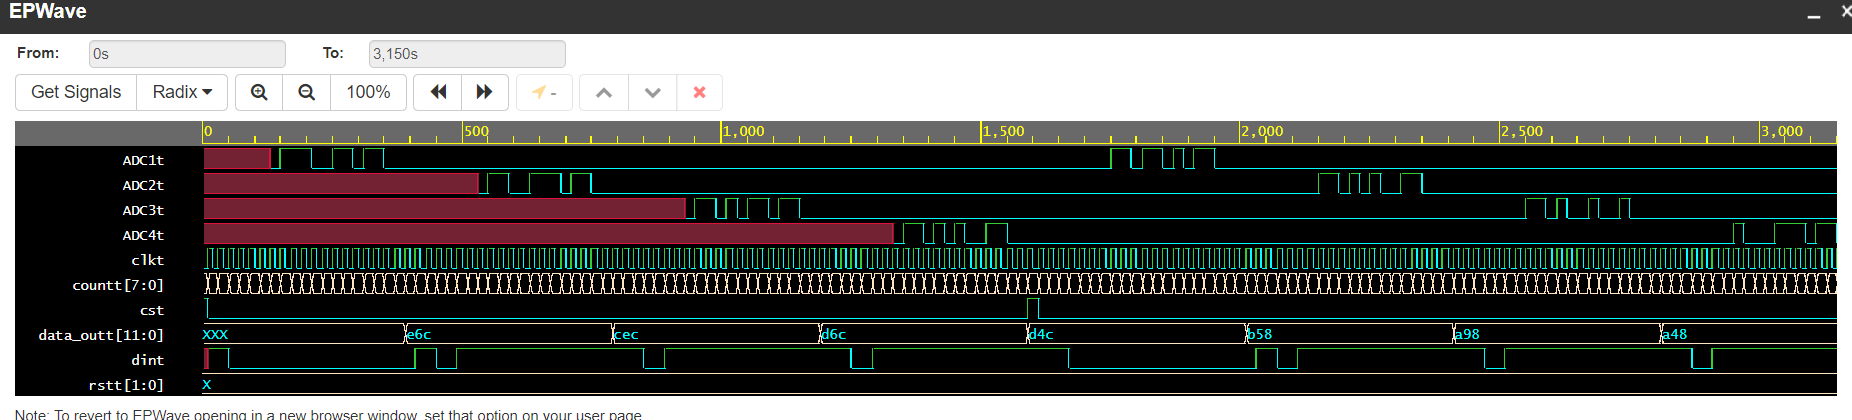 EPWave
From: 0s To: 3,150s
Get Signals Radix 100% -
0 500 1,000 1,500 2,000 2,500 3,000
ADC1t
ADC2t
ADC3t
ADC4t
clkt
countt[7:0]
cst
data_outt[11:0] XXX e6c cec d6c d4c b58 a98 a48
dint
rstt[1:0] X
Note: To revert to EPWave opening in a new browser window, set that option on your user page